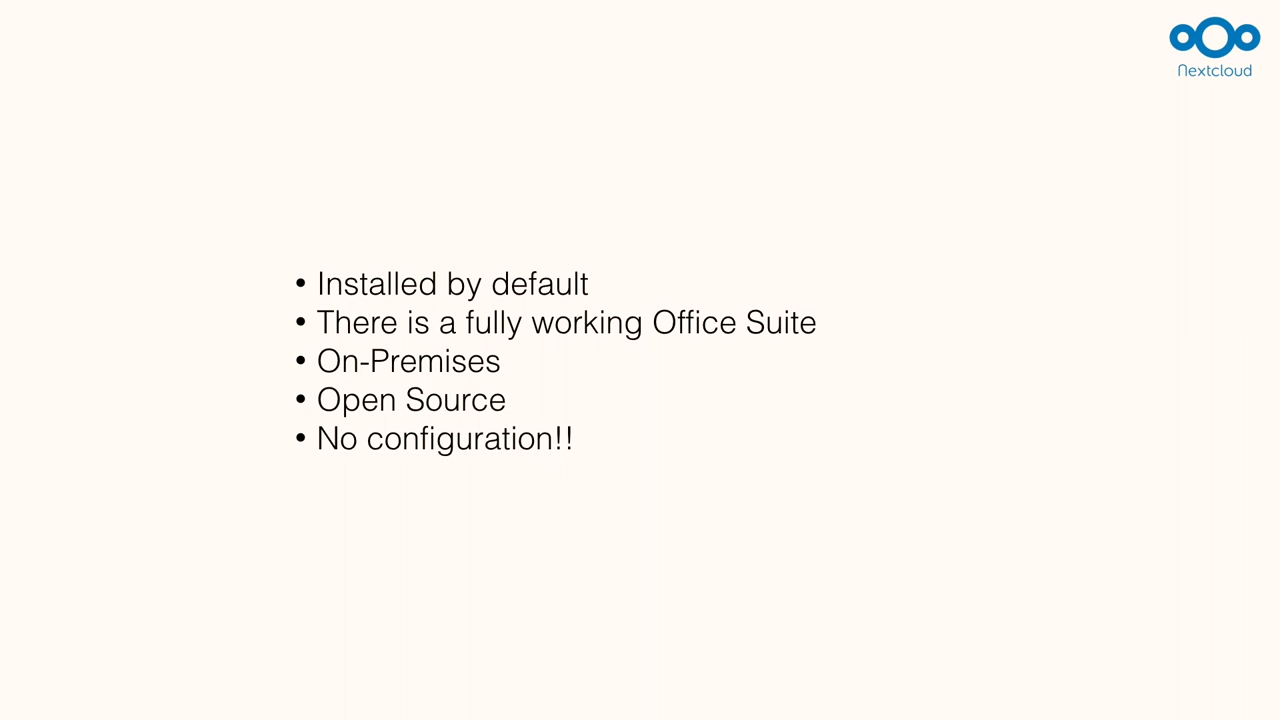 Nextcloud
• Installed by default
• There is a fully working Office Suite
• On-Premises
• Open Source
• No configuration!!